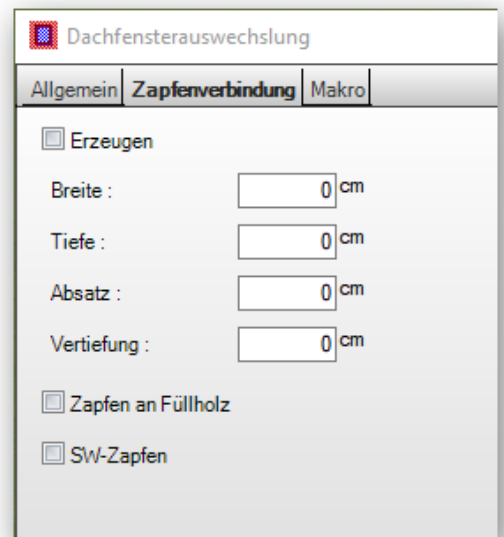 Dachfensterauswechslung
Allgemein Zapfenverbindung Makro
Erzeugen
Breite : 0 cm
Tiefe : 0 cm
Absatz : 0 cm
Vertiefung : 0 cm
Zapfen an Füllholz
SW-Zapfen